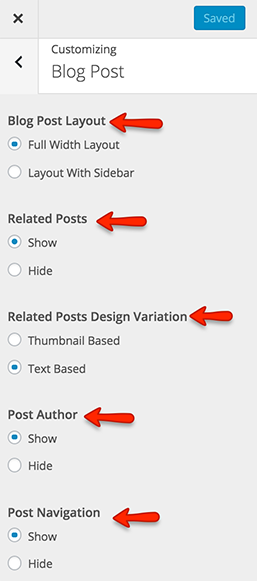 Saved
Customizing
Blog Post
Blog Post Layout
Full Width Layout
Layout With Sidebar
Related Posts
Show
Hide
Related Posts Design Variation
Thumbnail Based
Text Based
Post Author
Show
Hide
Post Navigation
Show
Hide